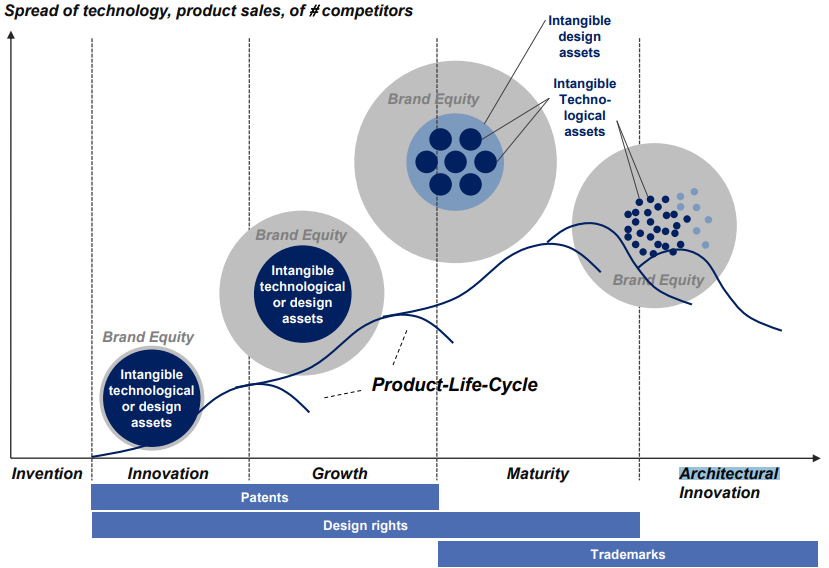 Spread of technology, product sales, of # competitors
Intangible
design
assets
Intangible
Techno-
logical
assets
Brand Equity
Brand Equity
Intangible
technological
or design
assets
Brand Equity
Brand Equity
Intangible
technological
or design
assets
Product-Life-Cycle
Invention
Innovation
Growth
Maturity
Architectural
Innovation
Patents
Design rights
Trademarks